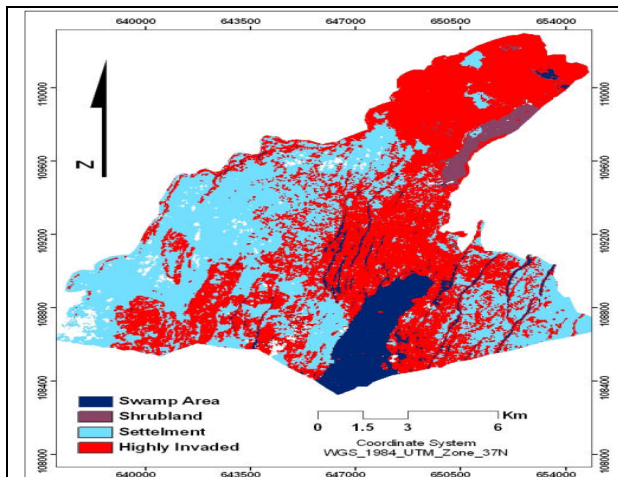 640000 643500 647000 650500 654000
110000 110000
109600 109600
109200 109200
108800 108800
108400 108400
108000 108000
N
Swamp Area
Shrubland
Settelment
Highly Invaded
Km
0 1.5 3 6
Coordinate System
WGS_1984_UTM_Zone_37N
640000 643500 647000 650500 654000